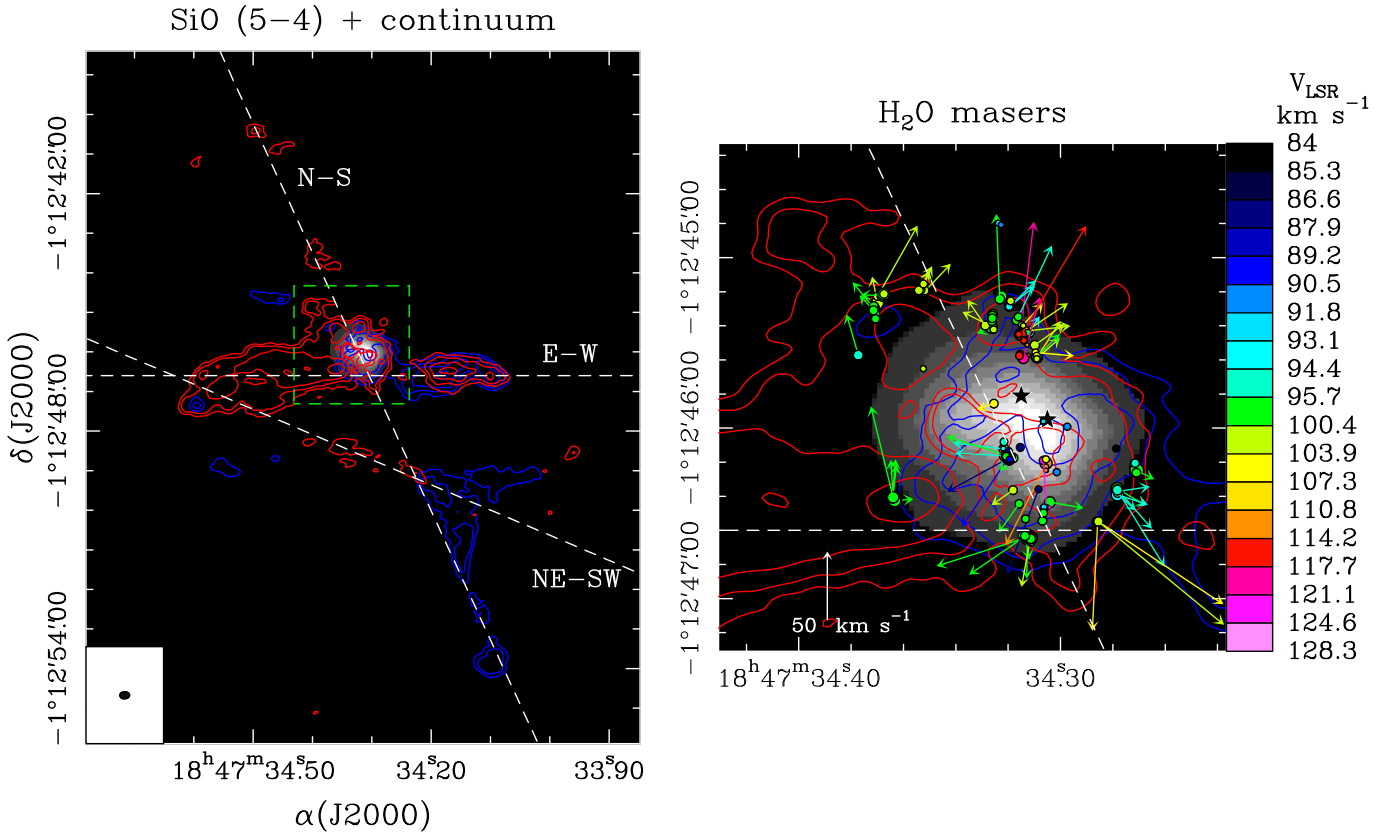 SiO (5−4) + continuum
N−S
E−W
NE−SW
−1°12′42″.00
−1°12′48″.00
−1°12′54″.00
δ(J2000)
18h47m34s.50
34s.20
33s.90
α(J2000)
H2O masers
−1°12′45″.00
−1°12′46″.00
−1°12′47″.00
50 km s−1
18h47m34s.40
34s.30
VLSR
km s−1
84
85.3
86.6
87.9
89.2
90.5
91.8
93.1
94.4
95.7
100.4
103.9
107.3
110.8
114.2
117.7
121.1
124.6
128.3